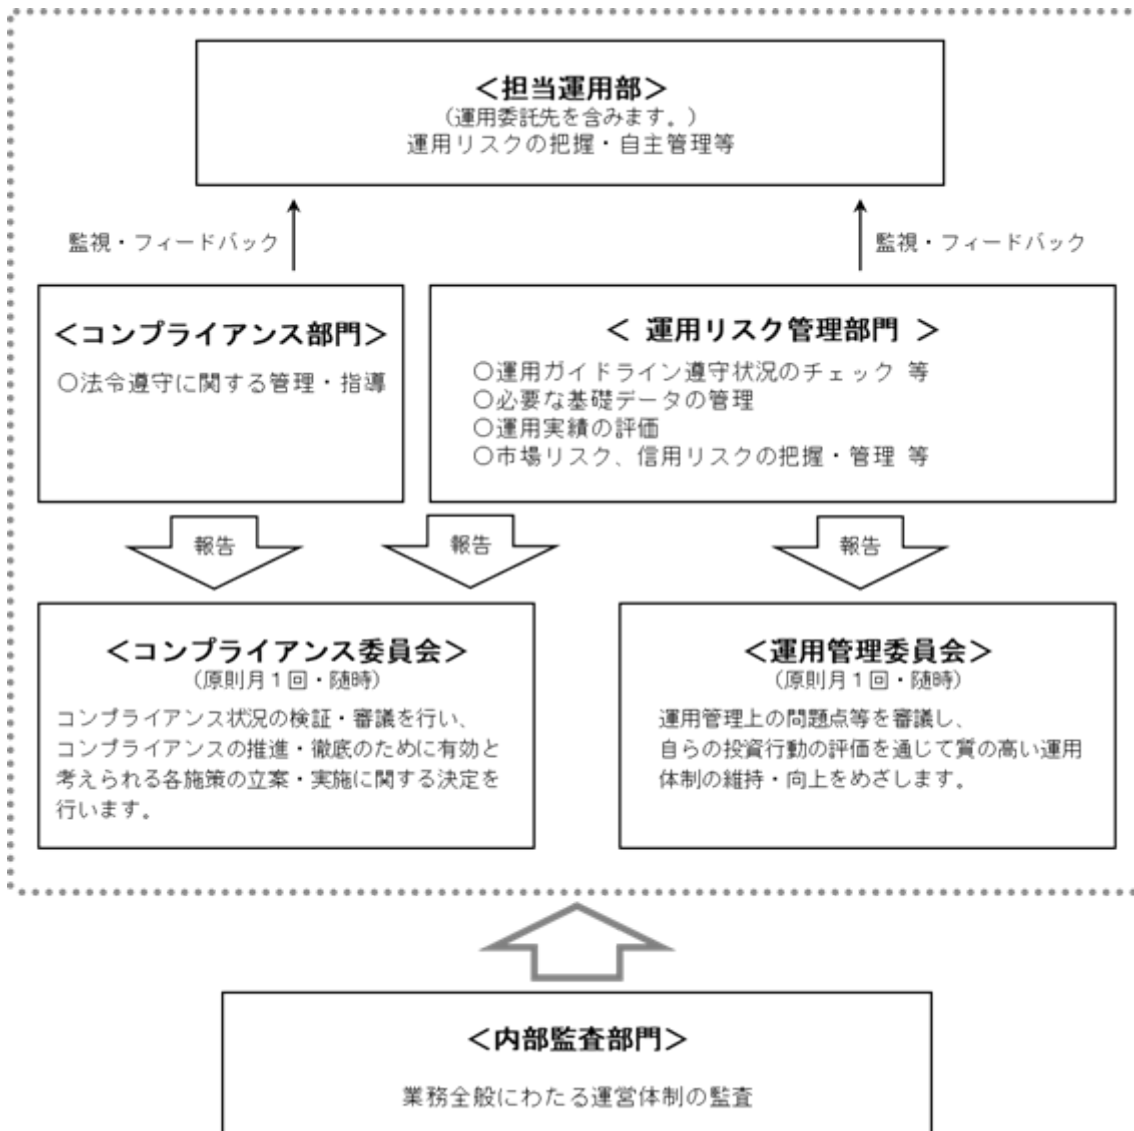 ＜担当運用部＞
（運用委託先を含みます。）
運用リスクの把握・自主管理等
監視・フィードバック
監視・フィードバック
＜コンプライアンス部門＞
○法令遵守に関する管理・指導
＜ 運用リスク管理部門 ＞
○運用ガイドライン遵守状況のチェック 等
○必要な基礎データの管理
○運用実績の評価
○市場リスク、信用リスクの把握・管理 等
報告
報告
報告
＜コンプライアンス委員会＞
（原則月１回・随時）
コンプライアンス状況の検証・審議を行い、
コンプライアンスの推進・徹底のために有効と
考えられる各施策の立案・実施に関する決定を
行います。
＜運用管理委員会＞
（原則月１回・随時）
運用管理上の問題点等を審議し、
自らの投資行動の評価を通じて質の高い運用
体制の維持・向上をめざします。
＜内部監査部門＞
業務全般にわたる運営体制の監査